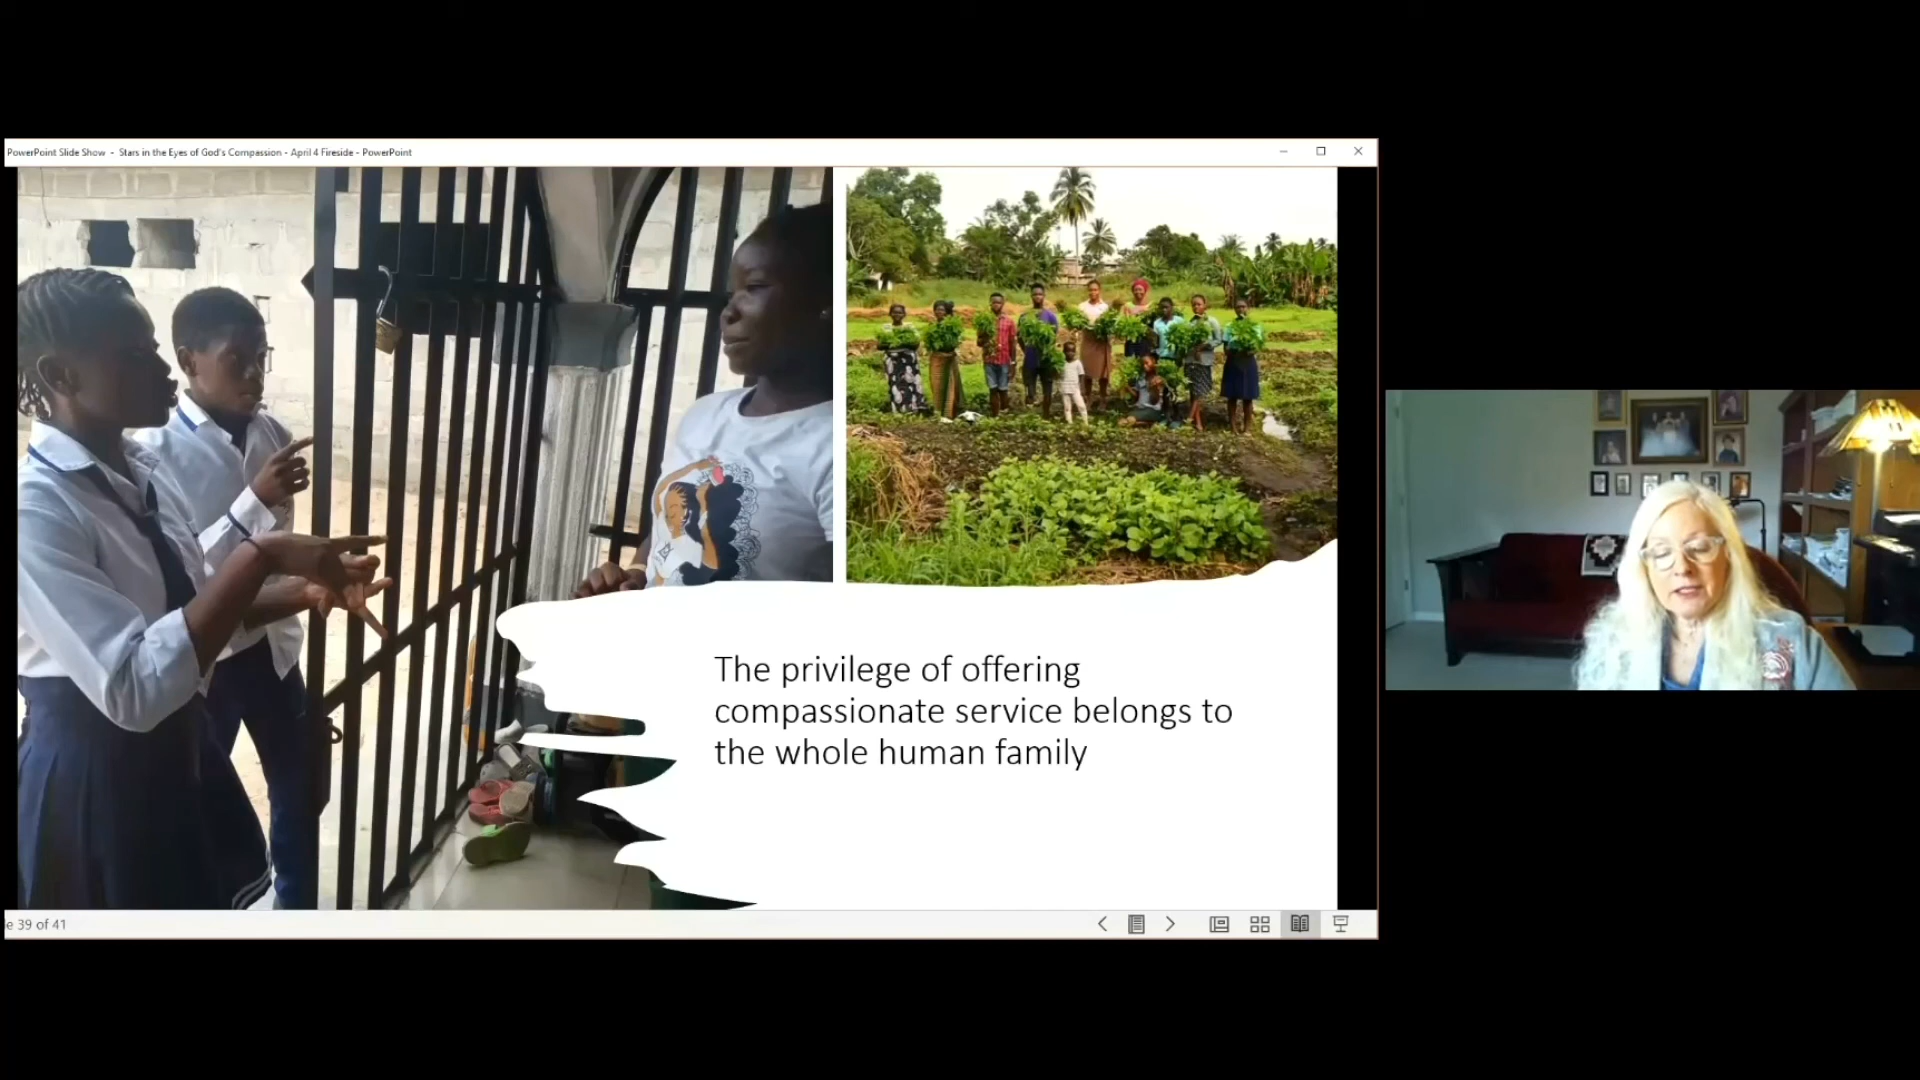 PowerPoint Slide Show - Stars in the Eyes of God's Compassion - April 4 Fireside - PowerPoint
The privilege of offering
compassionate service belongs to
the whole human family
e 39 of 41